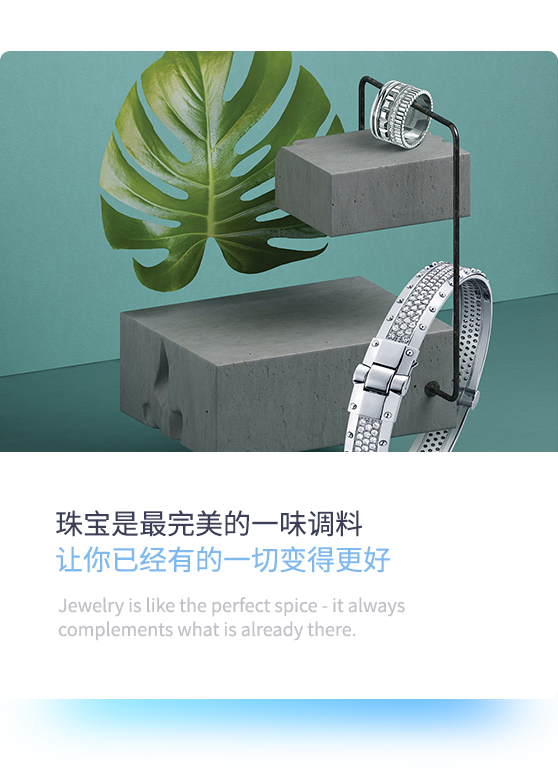 珠宝是最完美的一味调料
让你已经有的一切变得更好
Jewelry is like the perfect spice - it always
complements what is already there.